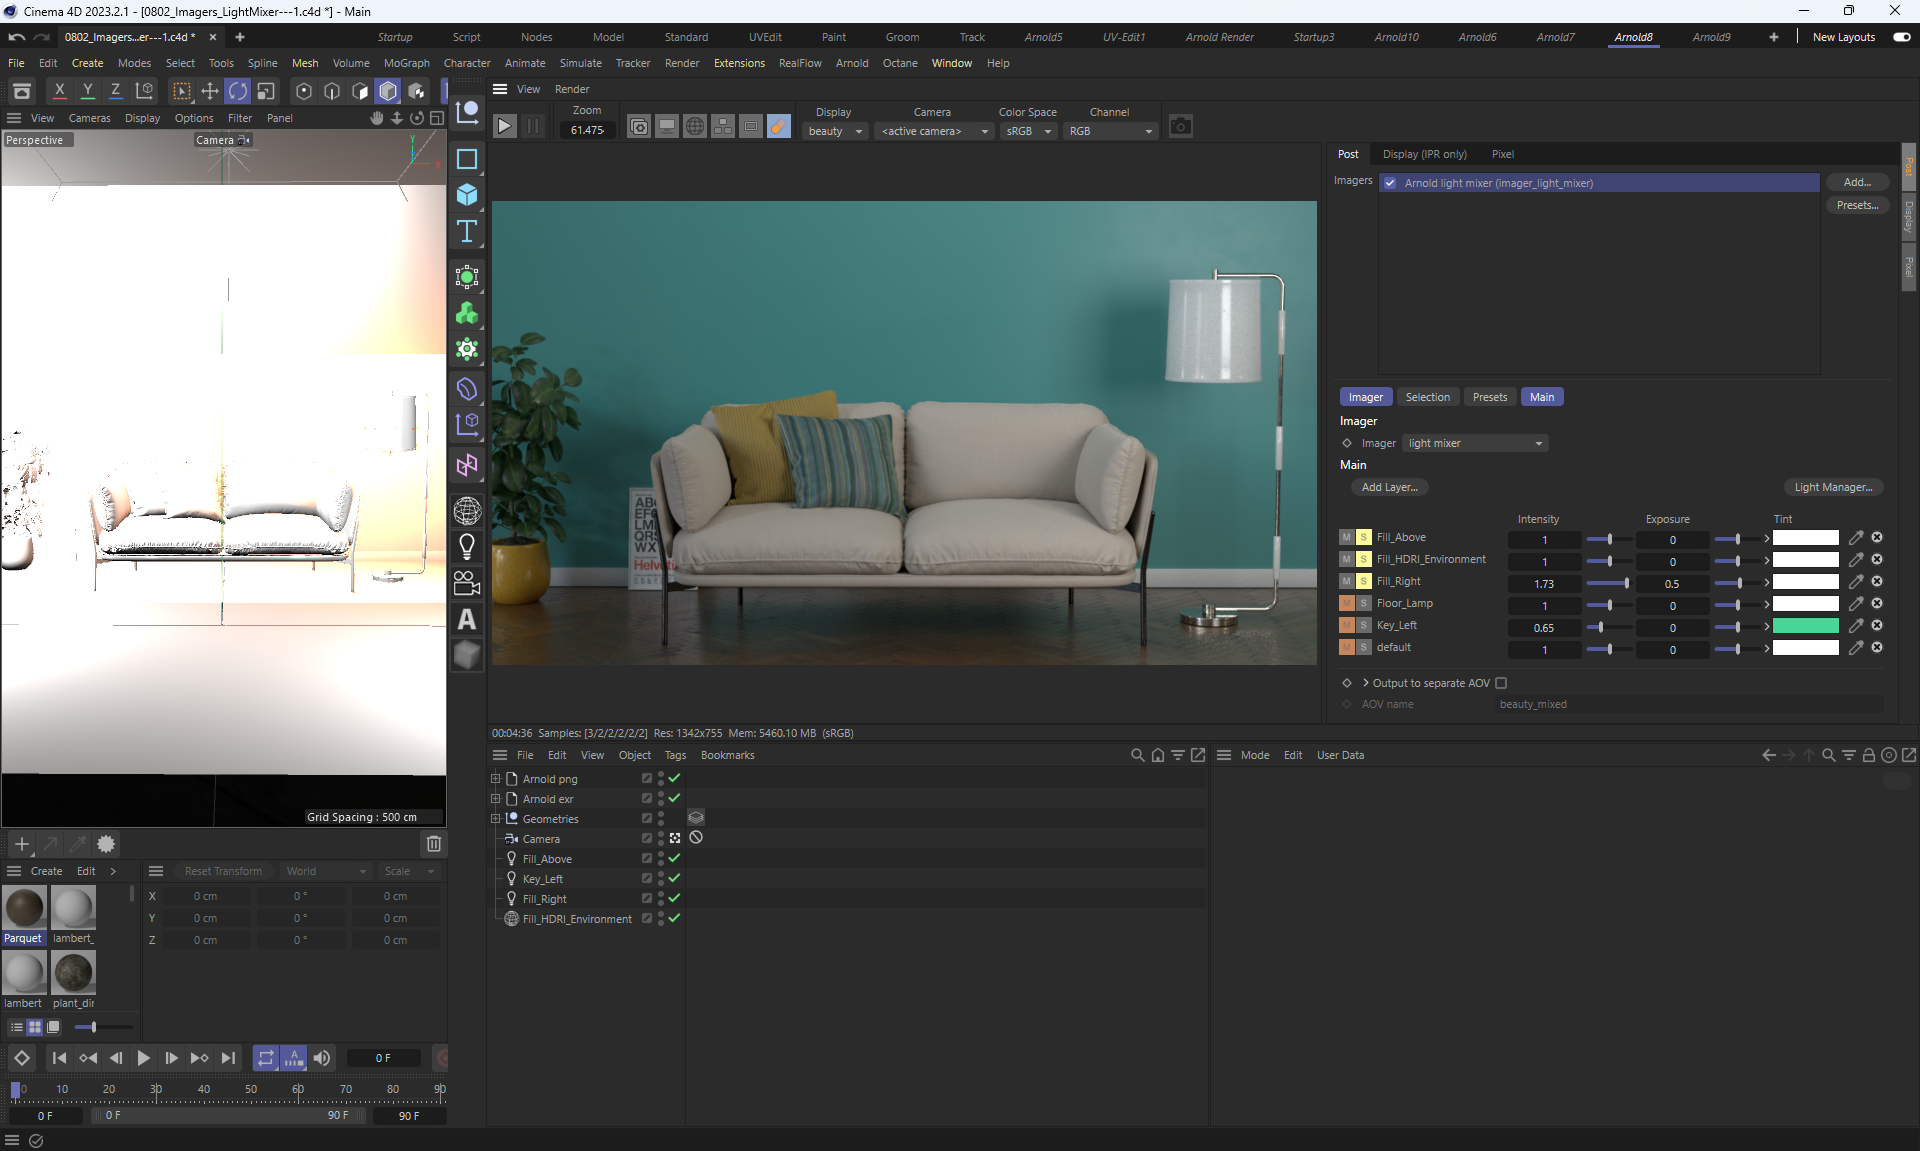 Cinema 4D 2023.2.1 - [0802_Imagers_LightMixer---1.c4d *] - Main
0802_Imagers...er---1.c4d *
Startup Script Nodes Model Standard UVEdit Paint Groom Track Arnold5 UV-Edit1 Arnold Render Startup3 Arnold10 Arnold6 Arnold7 Arnold8 Arnold9 New Layouts
File Edit Create Modes Select Tools Spline Mesh Volume MoGraph Character Animate Simulate Tracker Render Extensions RealFlow Arnold Octane Window Help
X Y Z
View Render
Zoom Display Camera Color Space Channel
61.475 beauty <active camera> sRGB RGB
View Cameras Display Options Filter Panel
Perspective
Camera
Y
X
Grid Spacing : 500 cm
ABC
EFG
LMN
QRS
WX
Helveti
Post Display (IPR only) Pixel
Imagers
Arnold light mixer (imager_light_mixer)
Add...
Presets...
Post
Display
Pixel
Imager Selection Presets Main
Imager
Imager light mixer
Main
Add Layer... Light Manager...
Intensity Exposure Tint
M S Fill_Above 1 0
M S Fill_HDRI_Environment 1 0
M S Fill_Right 1.73 0.5
M S Floor_Lamp 1 0
M S Key_Left 0.65 0
M S default 1 0
Output to separate AOV
AOV name beauty_mixed
00:04:36 Samples: [3/2/2/2/2/2] Res: 1342x755 Mem: 5460.10 MB (sRGB)
File Edit View Object Tags Bookmarks
Arnold png
Arnold exr
Geometries
Camera
Fill_Above
Key_Left
Fill_Right
Fill_HDRI_Environment
Mode Edit User Data
Create Edit
Parquet lambert_
lambert plant_dir
Reset Transform World Scale
X 0 cm 0 ° 0 cm
Y 0 cm 0 ° 0 cm
Z 0 cm 0 ° 0 cm
0 F
0 10 20 30 40 50 60 70 80 90
0 F 0 F 90 F 90 F